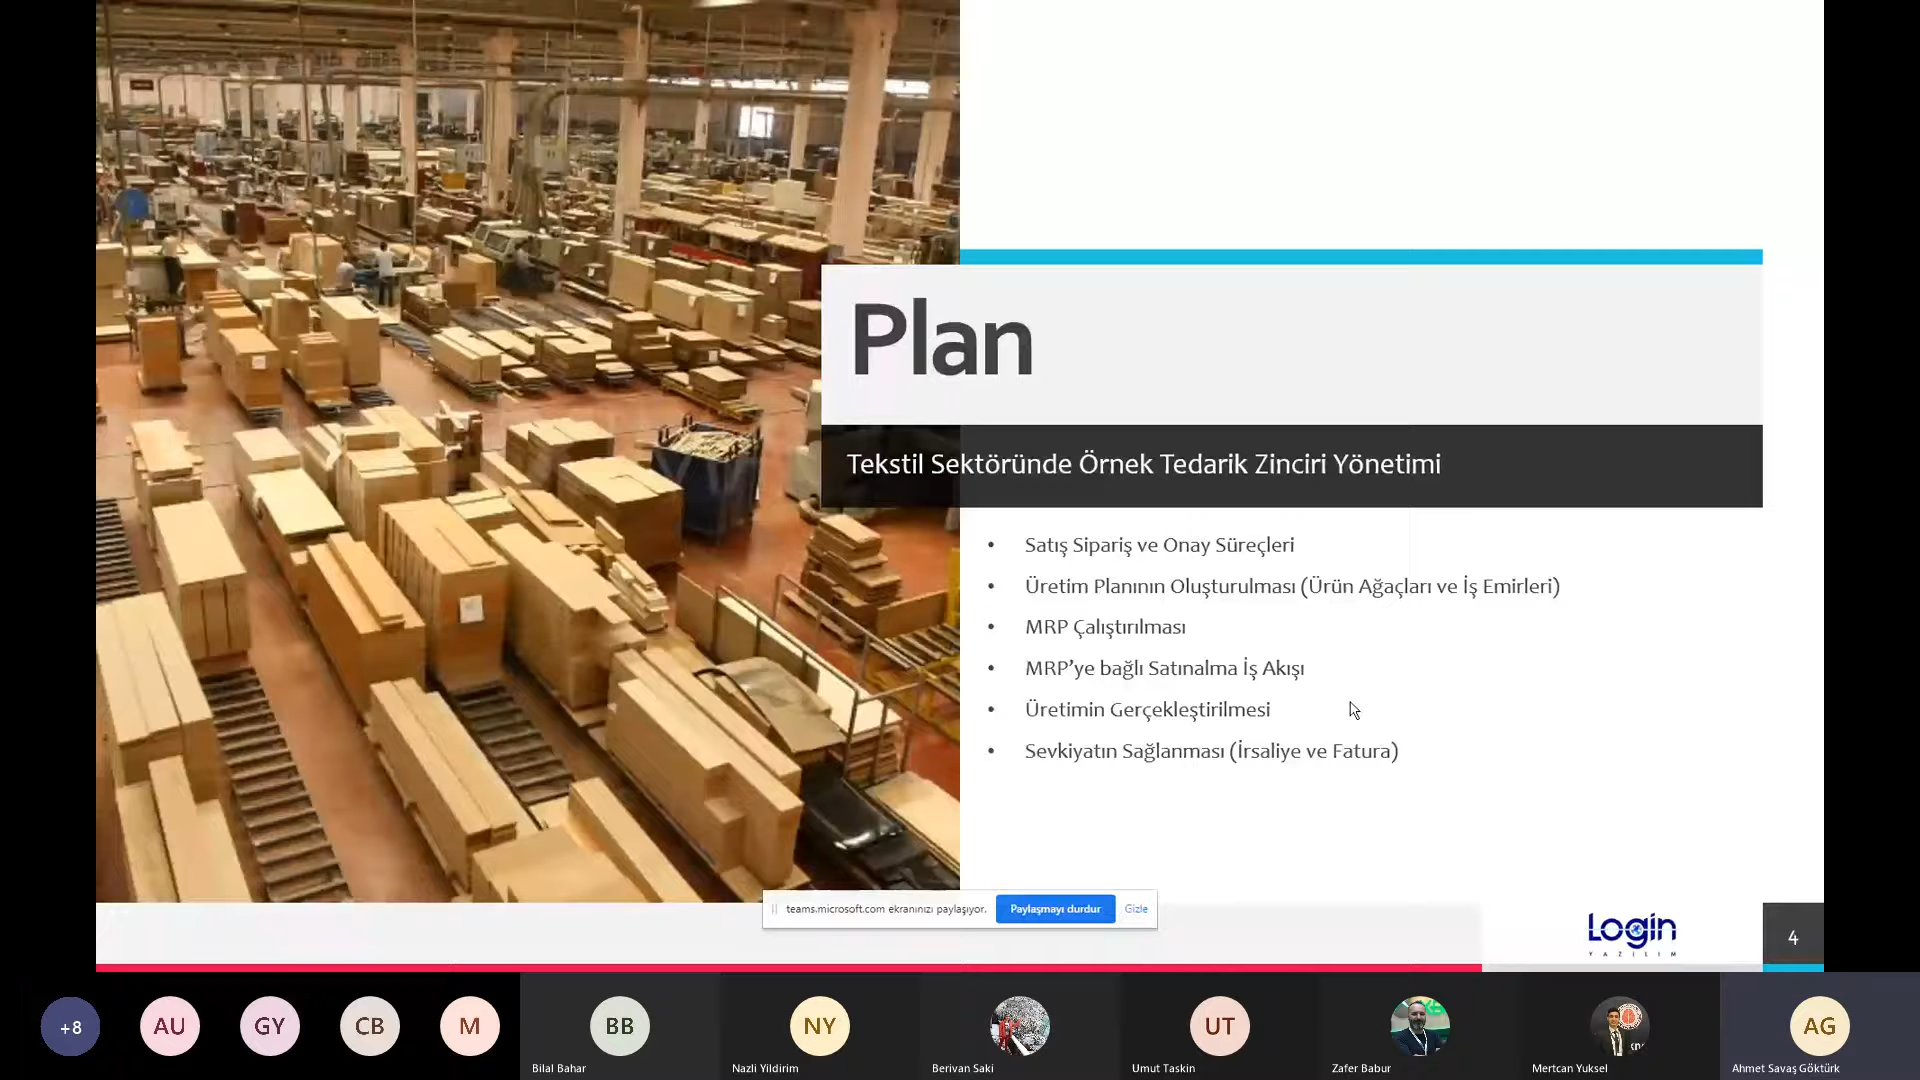 Plan
Tekstil Sektöründe Örnek Tedarik Zinciri Yönetimi
• Satış Sipariş ve Onay Süreçleri
• Üretim Planının Oluşturulması (Ürün Ağaçları ve İş Emirleri)
• MRP Çalıştırılması
• MRP’ye bağlı Satınalma İş Akışı
• Üretimin Gerçekleştirilmesi
• Sevkiyatın Sağlanması (İrsaliye ve Fatura)
teams.microsoft.com ekranınızı paylaşıyor. Paylaşmayı durdur Gizle
Login
YAZILIM
4
+8 AU GY CB M BB NY UT AG
Bilal Bahar Nazli Yildirim Berivan Saki Umut Taskin Zafer Babur Mertcan Yuksel Ahmet Savaş Göktürk